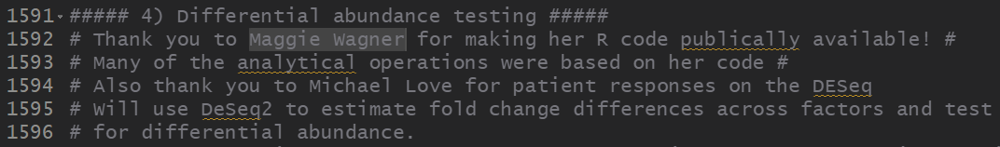 1591 ##### 4) Differential abundance testing #####
1592 # Thank you to Maggie Wagner for making her R code publically available! #
1593 # Many of the analytical operations were based on her code #
1594 # Also thank you to Michael Love for patient responses on the DESeq
1595 # Will use DeSeq2 to estimate fold change differences across factors and test
1596 # for differential abundance.